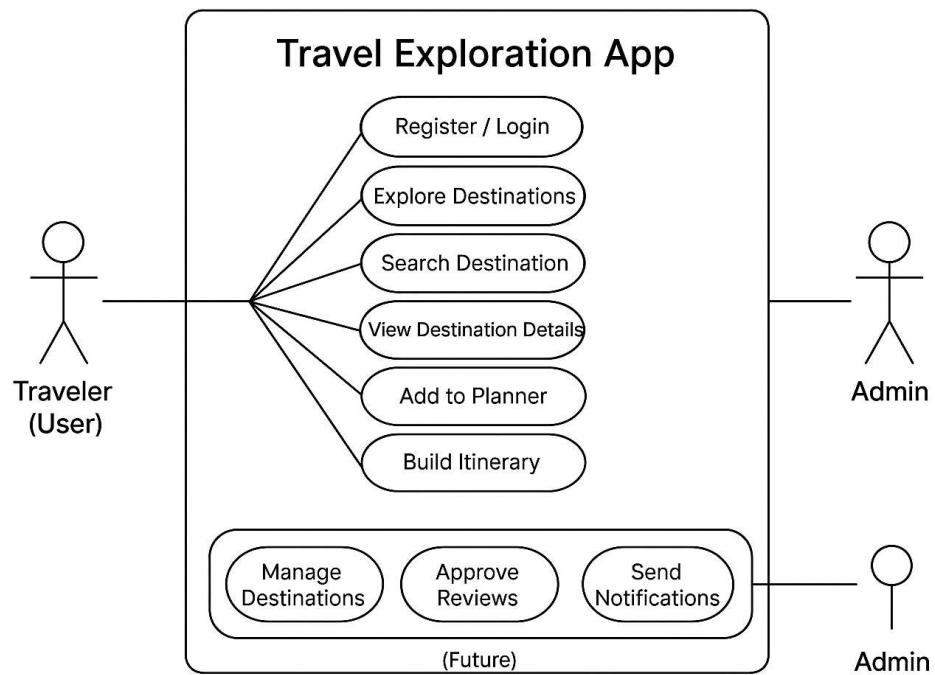 Travel Exploration App
Register / Login
Explore Destinations
Search Destination
View Destination Details
Add to Planner
Build Itinerary
Traveler
(User)
Admin
Manage
Destinations
Approve
Reviews
Send
Notifications
(Future)
Admin